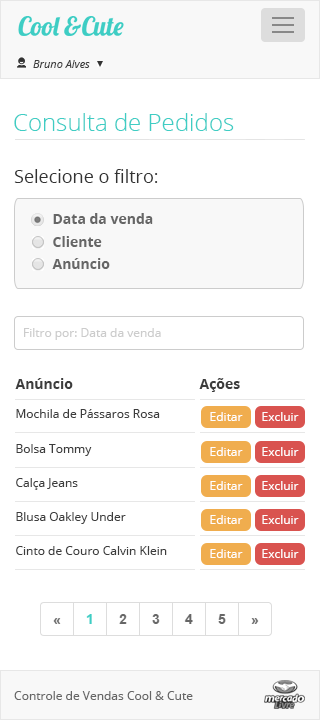 Cool & Cute
Bruno Alves ▼
Consulta de Pedidos
Selecione o filtro:
Data da venda
Cliente
Anúncio
Filtro por: Data da venda
Anúncio Ações
Mochila de Pássaros Rosa Editar Excluir
Bolsa Tommy Editar Excluir
Calça Jeans Editar Excluir
Blusa Oakley Under Editar Excluir
Cinto de Couro Calvin Klein Editar Excluir
« 1 2 3 4 5 »
Controle de Vendas Cool & Cute
mercado
livre